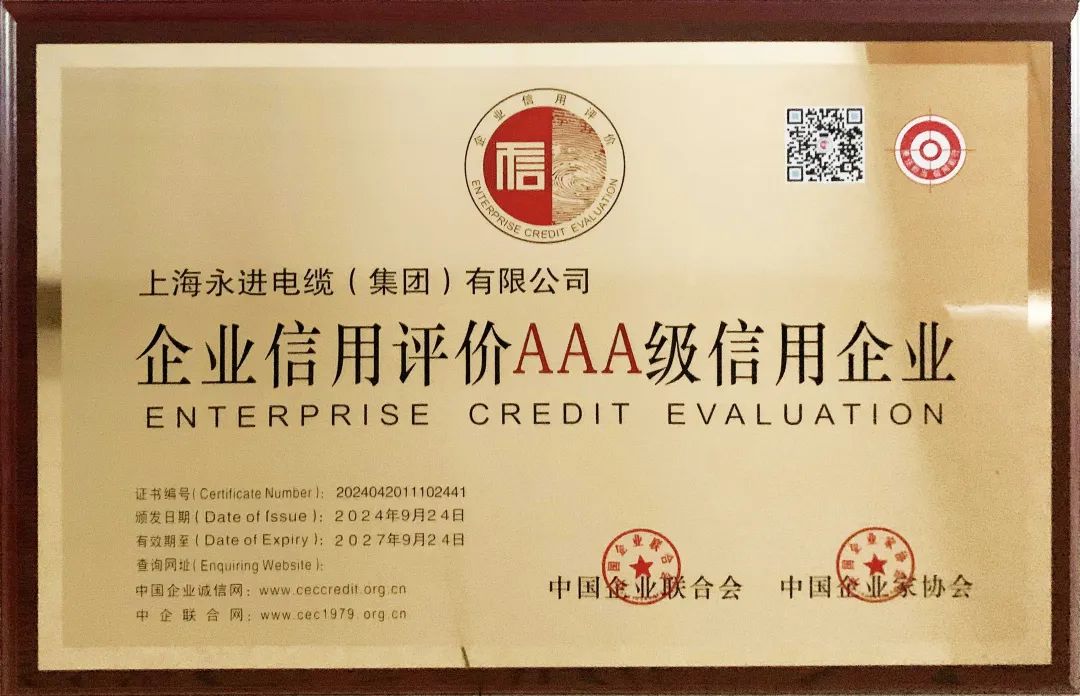 企业信用评价
信
ENTERPRISE CREDIT EVALUATION
上海永进电缆（集团）有限公司
企业信用评价AAA级信用企业
ENTERPRISE CREDIT EVALUATION
证书编号(Certificate Number): 2024042011102441
颁发日期(Date of Issue): 2024年9月24日
有效期至(Date of Expiry): 2027年9月24日
查询网址(Enquiring Website):
中国企业诚信网: www.ceccredit.org.cn
中企联合网: www.cec1979.org.cn
中国企业联合会 中国企业家协会